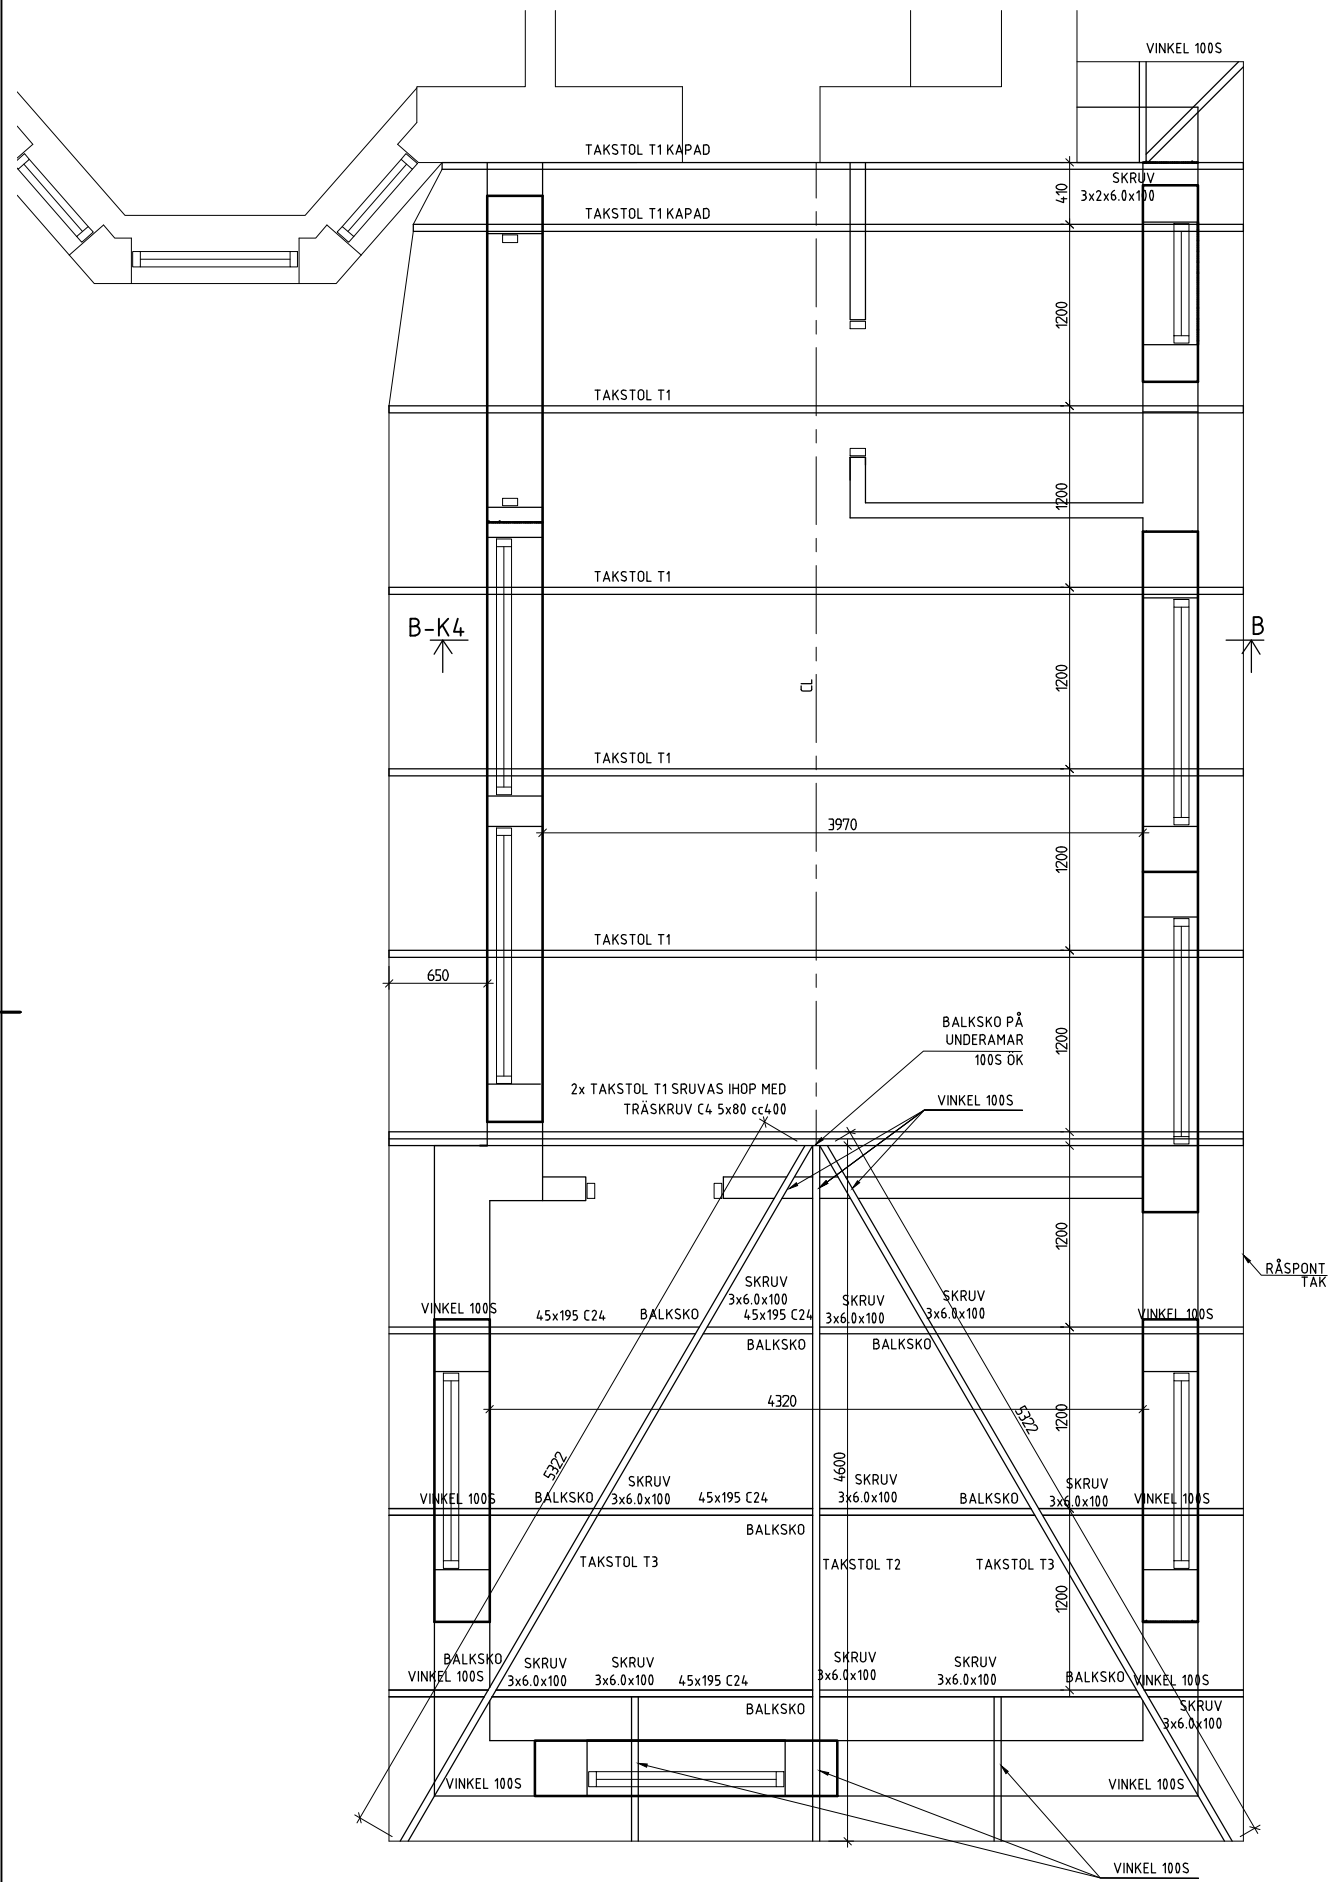 VINKEL 100S
TAKSTOL T1 KAPAD
SKRUV
3x2x6.0x100
410
TAKSTOL T1 KAPAD
1200
TAKSTOL T1
1200
TAKSTOL T1
B-K4
B
1200
CL
TAKSTOL T1
3970
1200
TAKSTOL T1
650
BALKSKO PÅ
UNDERAMAR
100S ÖK
1200
2x TAKSTOL T1 SRUVAS IHOP MED
TRÄSKRUV C4 5x80 cc400
VINKEL 100S
1200
RÅSPONT
TAK
SKRUV
3x6.0x100
SKRUV
3x6.0x100
SKRUV
3x6.0x100
VINKEL 100S
45x195 C24
BALKSKO
45x195 C24
VINKEL 100S
BALKSKO
BALKSKO
4320
1200
5322
5322
4600
SKRUV
3x6.0x100
SKRUV
3x6.0x100
SKRUV
3x6.0x100
VINKEL 100S
BALKSKO
45x195 C24
BALKSKO
VINKEL 100S
BALKSKO
TAKSTOL T3
TAKSTOL T2
TAKSTOL T3
1200
BALKSKO
VINKEL 100S
SKRUV
3x6.0x100
SKRUV
3x6.0x100
45x195 C24
SKRUV
3x6.0x100
SKRUV
3x6.0x100
BALKSKO
VINKEL 100S
BALKSKO
SKRUV
3x6.0x100
VINKEL 100S
VINKEL 100S
VINKEL 100S